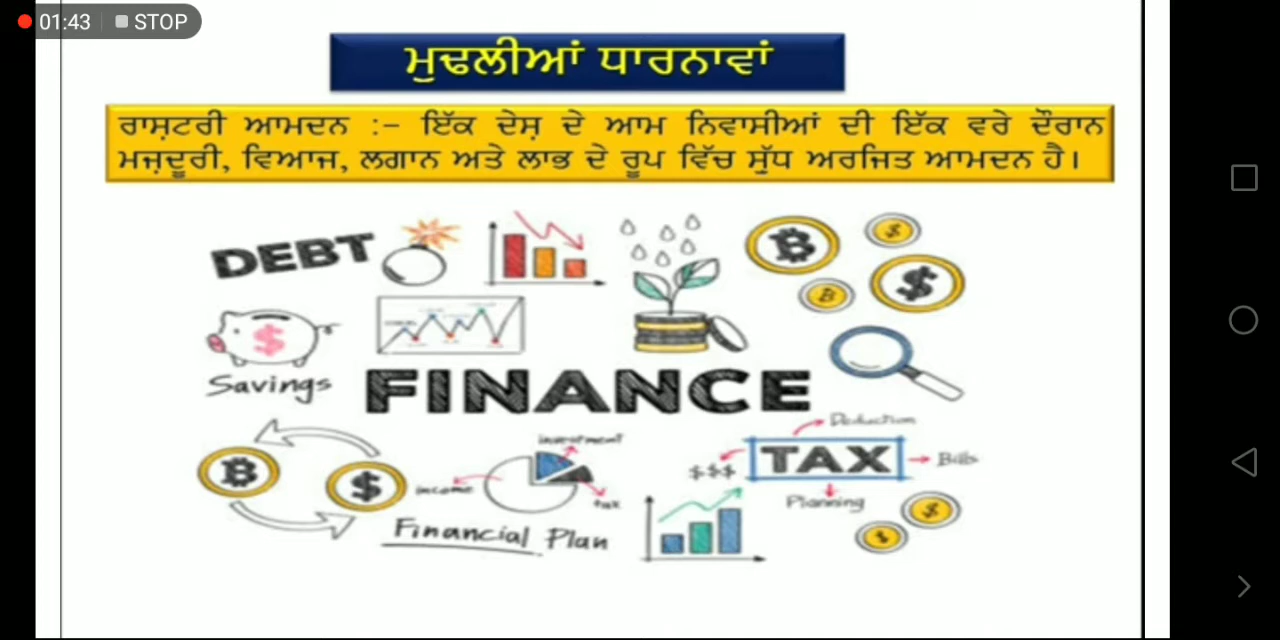 01:43 STOP
ਮੁਢਲੀਆਂ ਧਾਰਨਾਵਾਂ
ਰਾਸ਼ਟਰੀ ਆਮਦਨ :– ਇੱਕ ਦੇਸ਼ ਦੇ ਆਮ ਨਿਵਾਸੀਆਂ ਦੀ ਇੱਕ ਵਰੇ ਦੌਰਾਨ
ਮਜ਼ਦੂਰੀ, ਵਿਆਜ, ਲਗਾਨ ਅਤੇ ਲਾਭ ਦੇ ਰੂਪ ਵਿੱਚ ਸ਼ੁੱਧ ਅਰਜਿਤ ਆਮਦਨ ਹੈ।
DEBT
Savings
FINANCE
Deduction
$$$ TAX Bills
Planning
investment
income
tax
Financial Plan